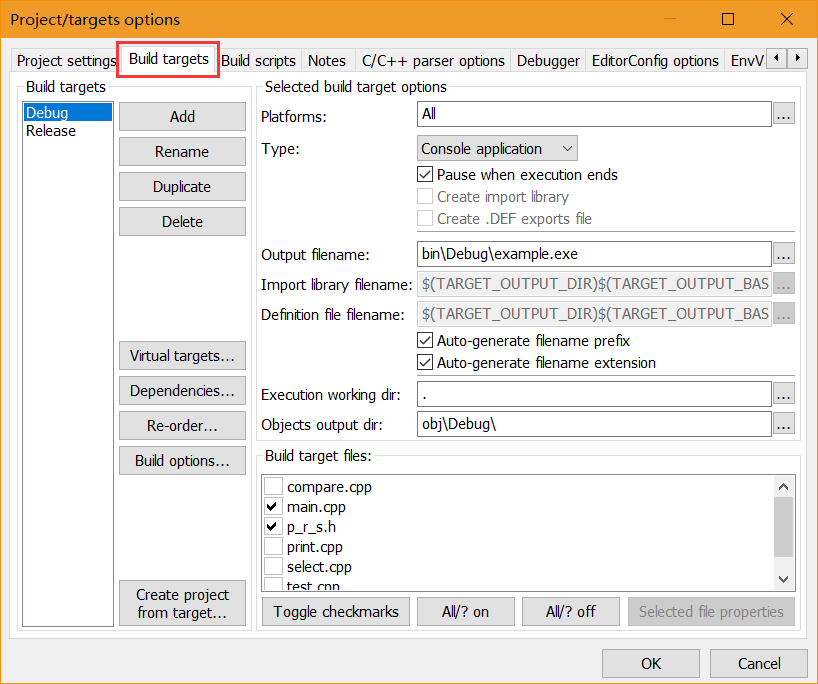 Project/targets options
Project settings Build targets Build scripts Notes C/C++ parser options Debugger EditorConfig options EnvV
Build targets
Debug
Release
Add
Rename
Duplicate
Delete
Virtual targets...
Dependencies...
Re-order...
Build options...
Create project
from target...
Selected build target options
Platforms: All ...
Type: Console application
Pause when execution ends
Create import library
Create .DEF exports file
Output filename: bin\Debug\example.exe ...
Import library filename: $(TARGET_OUTPUT_DIR)$(TARGET_OUTPUT_BAS ...
Definition file filename: $(TARGET_OUTPUT_DIR)$(TARGET_OUTPUT_BAS ...
Auto-generate filename prefix
Auto-generate filename extension
Execution working dir: . ...
Objects output dir: obj\Debug\ ...
Build target files:
compare.cpp
main.cpp
p_r_s.h
print.cpp
select.cpp
test.cpp
Toggle checkmarks All/? on All/? off Selected file properties
OK Cancel